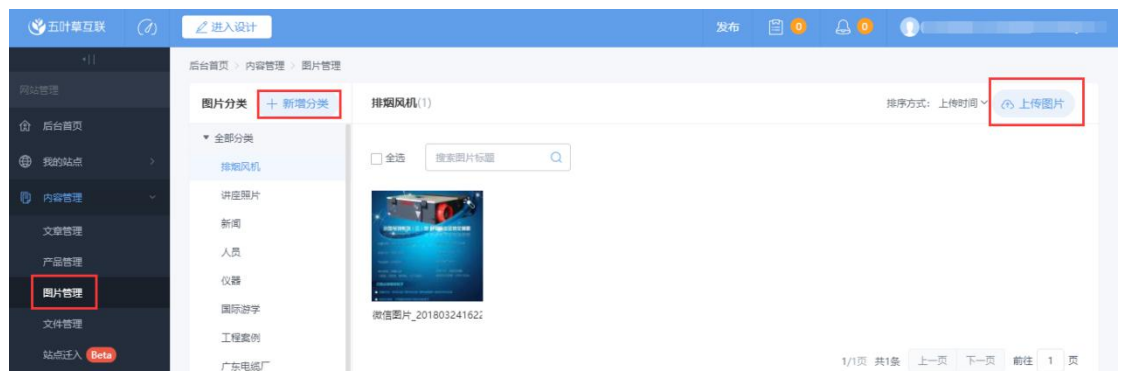 五叶草互联
进入设计
发布
0
0
后台首页 > 内容管理 > 图片管理
网站管理
后台首页
我的站点
内容管理
文章管理
产品管理
图片管理
文件管理
站点迁入 Beta
图片分类
+ 新增分类
全部分类
排烟风机
讲座照片
新闻
人员
仪器
国际游学
工程案例
广东电缆厂
排烟风机(1)
排序方式: 上传时间
上传图片
全选
搜索图片标题
微信图片_201803241622
1/1页 共1条 上一页 下一页 前往 1 页